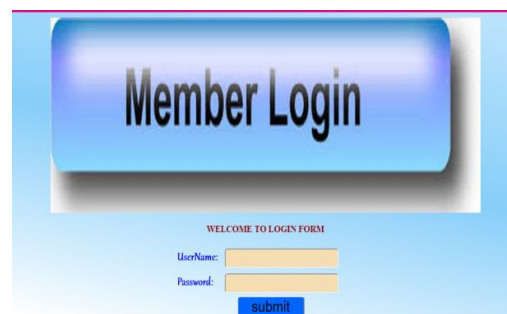 Member Login
WELCOME TO LOGIN FORM
UserName:
Password:
submit